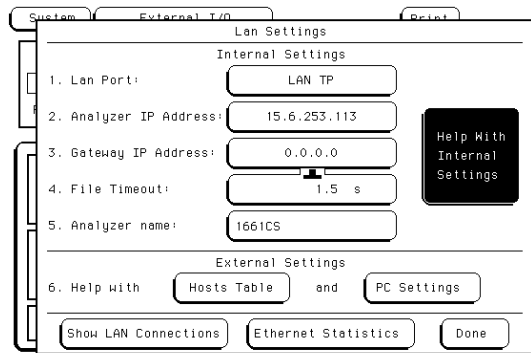 System External I/O Print
Lan Settings
Internal Settings
1. Lan Port: LAN TP
2. Analyzer IP Address: 15.6.253.113
3. Gateway IP Address: 0.0.0.0
4. File Timeout: 1.5 s
5. Analyzer name: 1661CS
Help With
Internal
Settings
External Settings
6. Help with Hosts Table and PC Settings
Show LAN Connections Ethernet Statistics Done